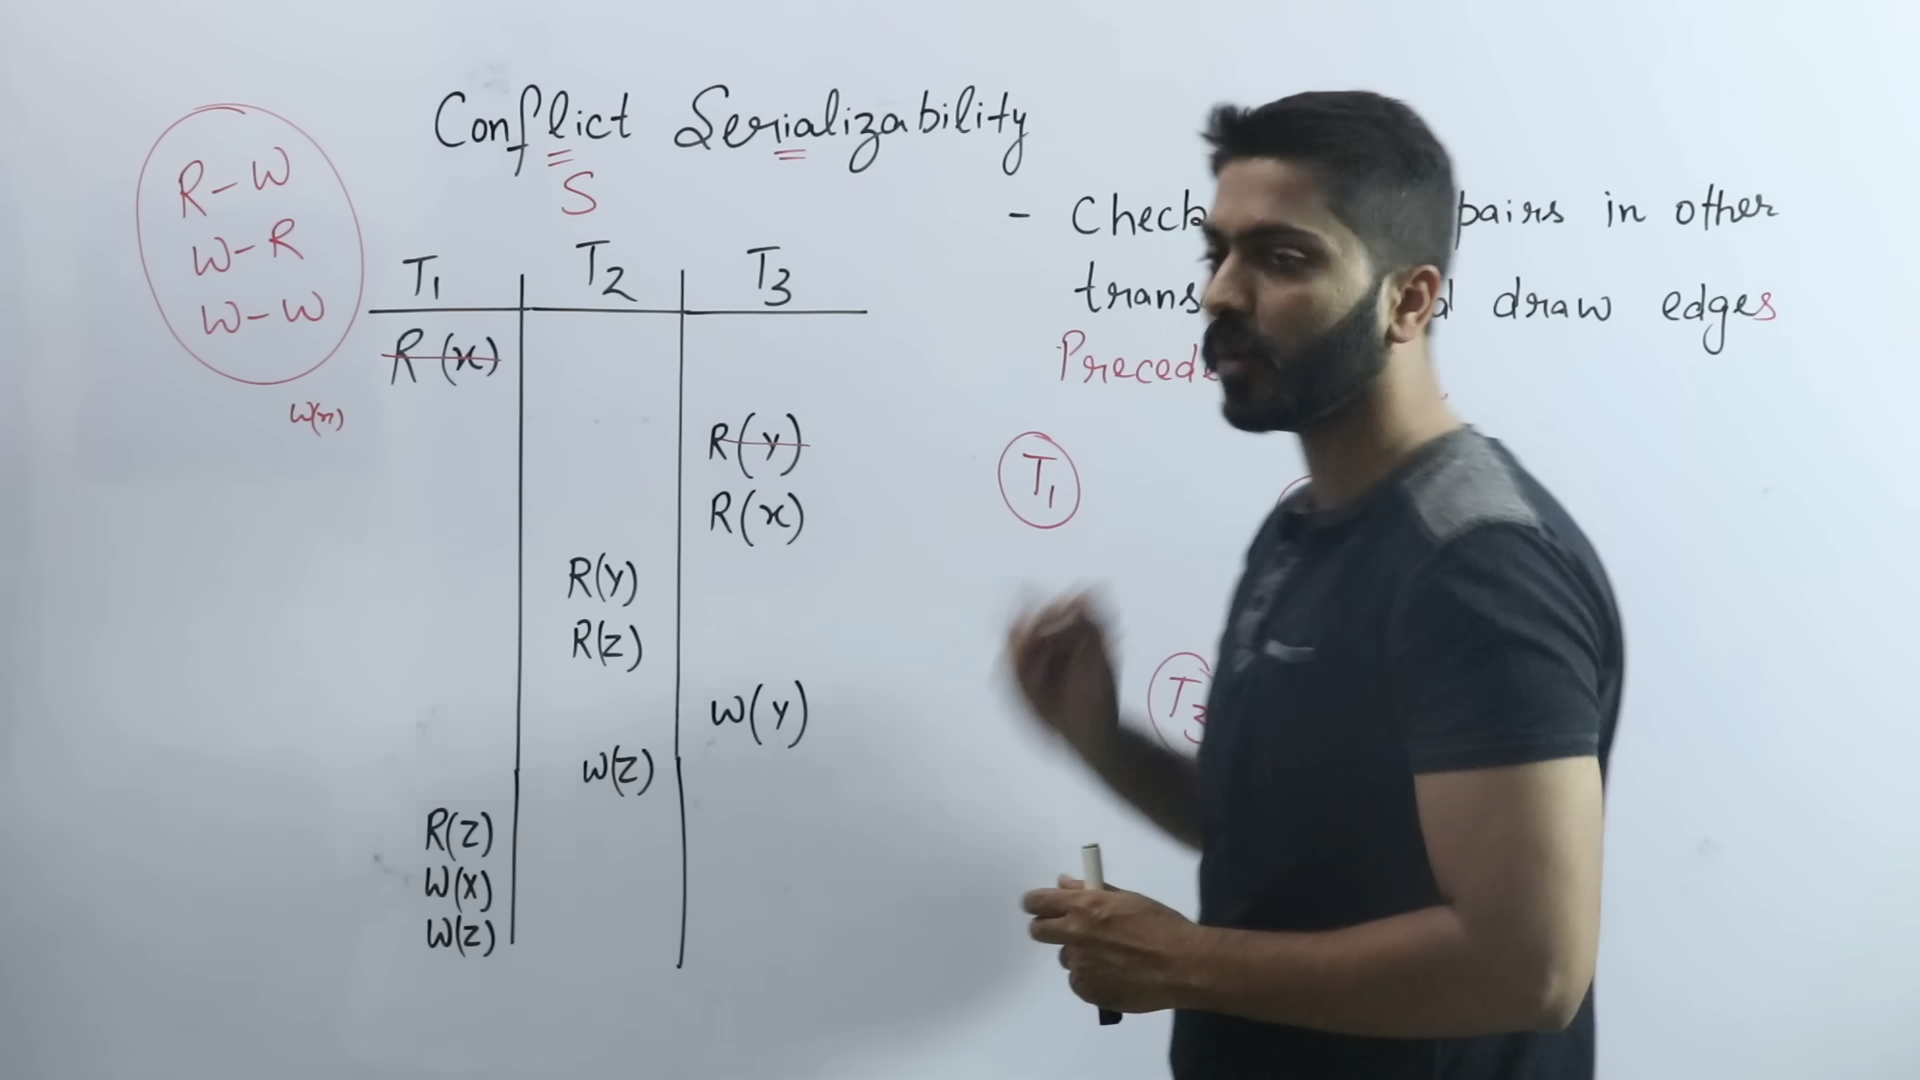 Conflict Serializability
S
R-W
W-R
W-W
W(x)
T1 T2 T3
R(x)
R(y)
R(x)
R(y)
R(z)
W(y)
W(z)
R(z)
W(x)
W(z)
- Check pairs in other
trans draw edges
Precede
T1
T3